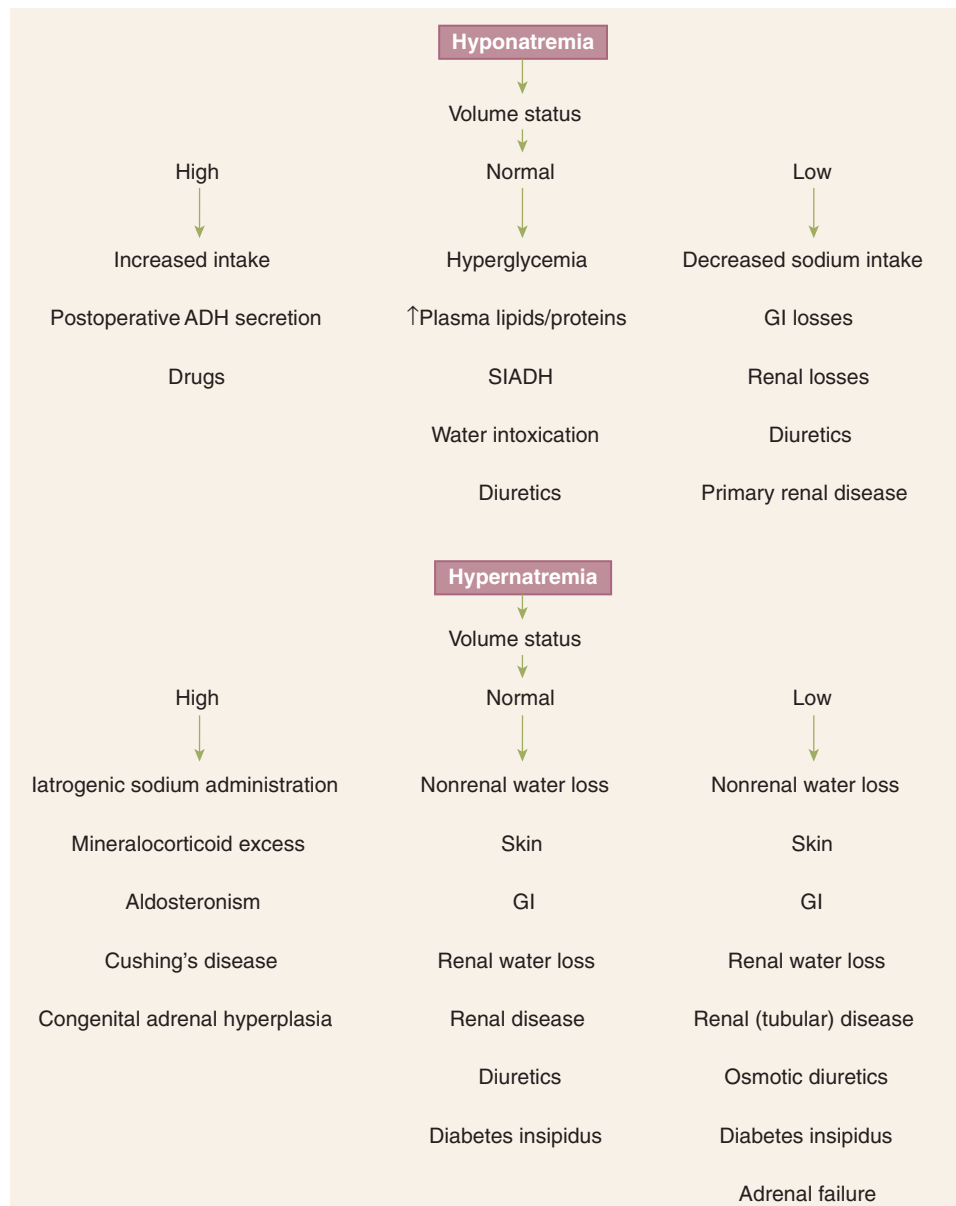 Hyponatremia
Volume status
High
Normal
Low
Increased intake
Hyperglycemia
Decreased sodium intake
Postoperative ADH secretion
↑Plasma lipids/proteins
GI losses
Drugs
SIADH
Renal losses
Water intoxication
Diuretics
Diuretics
Primary renal disease
Hypernatremia
Volume status
High
Normal
Low
Iatrogenic sodium administration
Nonrenal water loss
Nonrenal water loss
Mineralocorticoid excess
Skin
Skin
Aldosteronism
GI
GI
Cushing's disease
Renal water loss
Renal water loss
Congenital adrenal hyperplasia
Renal disease
Renal (tubular) disease
Diuretics
Osmotic diuretics
Diabetes insipidus
Diabetes insipidus
Adrenal failure